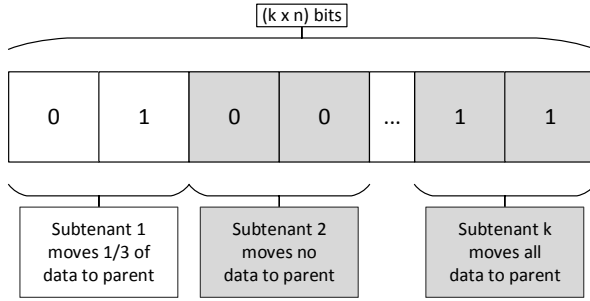 (k x n) bits
0 1 0 0 ... 1 1
Subtenant 1
moves 1/3 of
data to parent
Subtenant 2
moves no
data to parent
Subtenant k
moves all
data to parent